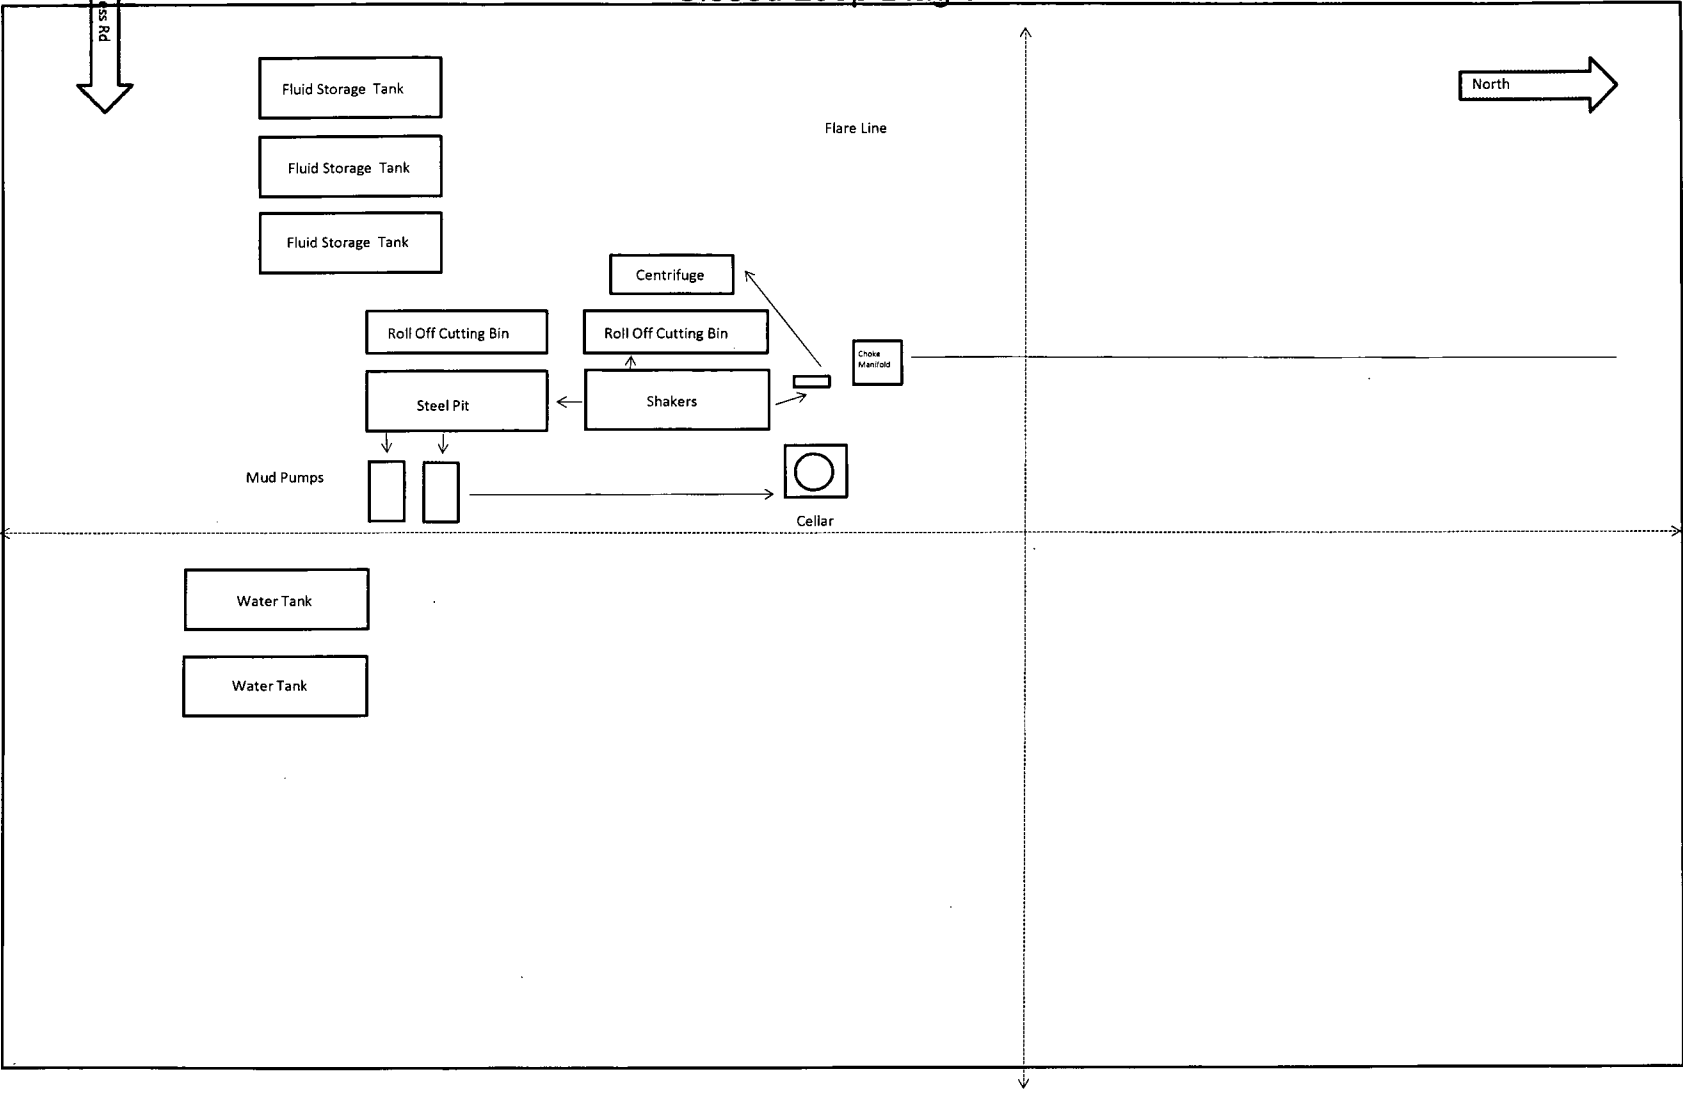 ss Rd
North
Fluid Storage Tank
Flare Line
Fluid Storage Tank
Fluid Storage Tank
Centrifuge
Roll Off Cutting Bin
Roll Off Cutting Bin
Choke
Manifold
Steel Pit
Shakers
Mud Pumps
Cellar
Water Tank
Water Tank